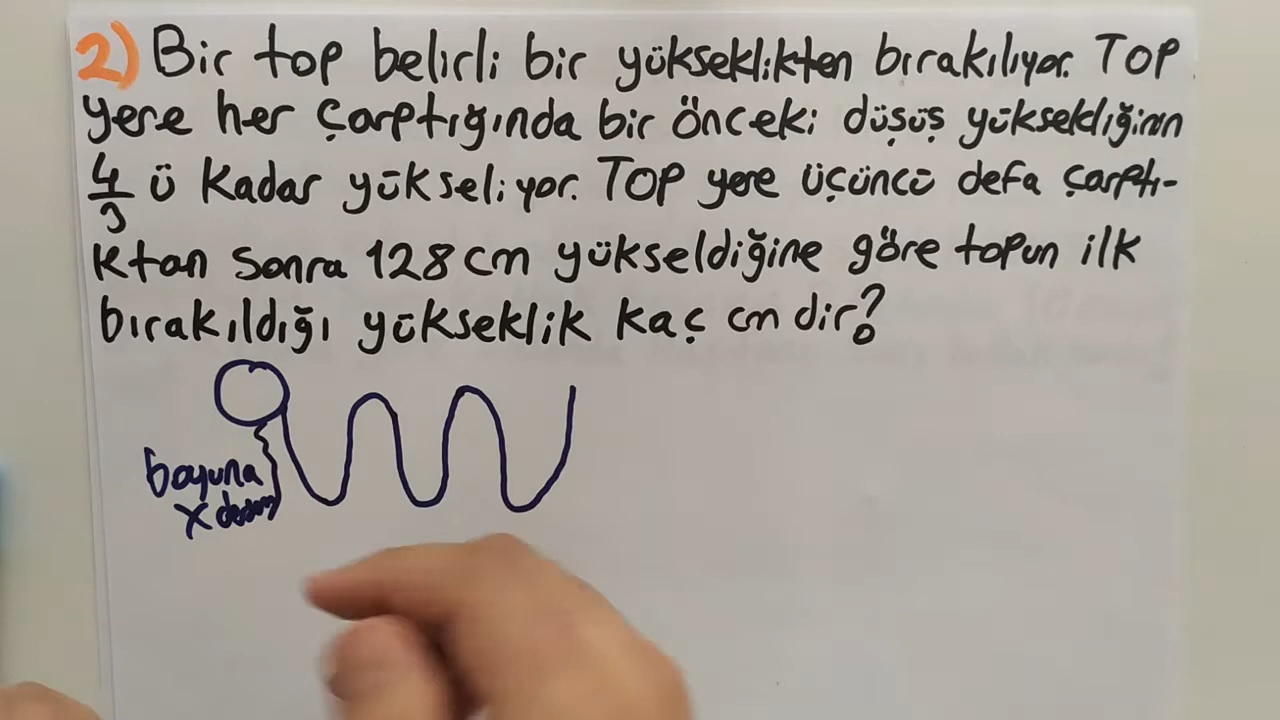 2) Bir top belirli bir yükseklikten bırakılıyor. Top
yere her çarptığında bir önceki düşüş yüksekliğinin
4/3 ü kadar yükseliyor. Top yere üçüncü defa çarptı-
ktan sonra 128 cm yükseldiğine göre topun ilk
bırakıldığı yükseklik kaç cm dir?
boyuna
x desem